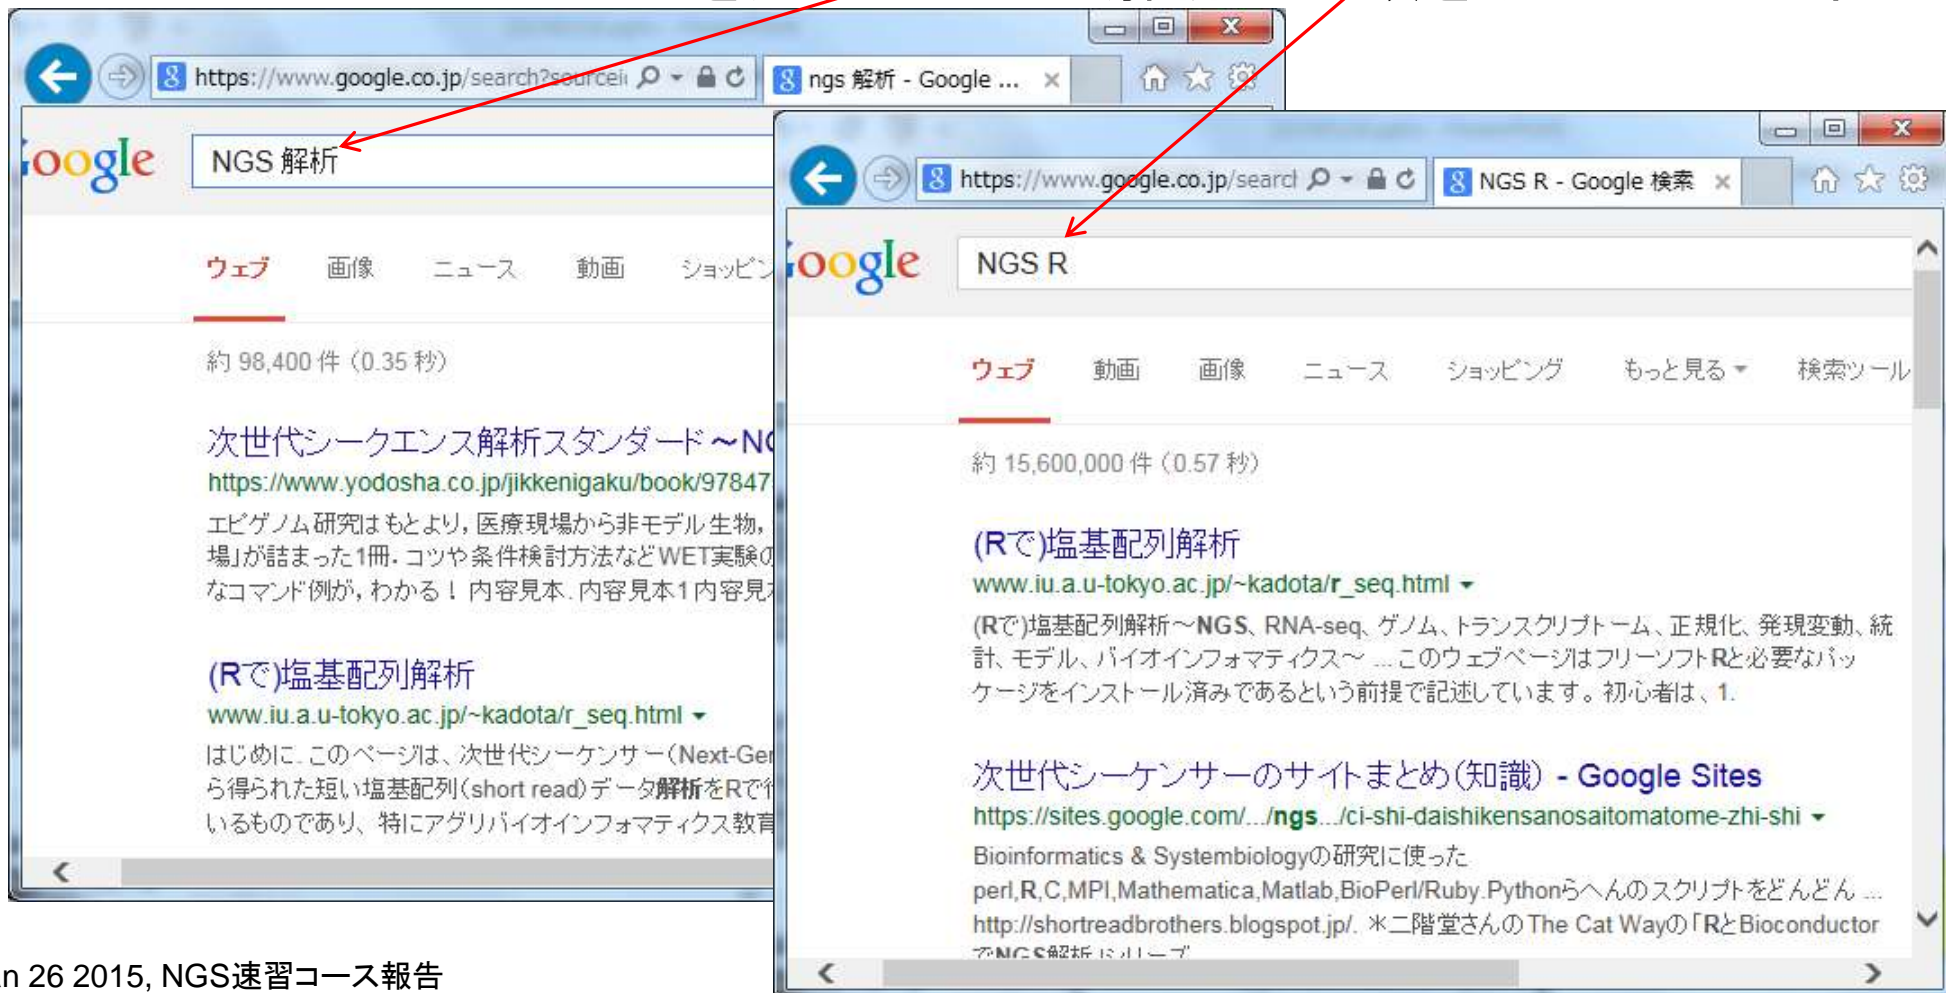 https://www.google.co.jp/search?sourcei
ngs 解析 - Google ...
Google
NGS 解析
ウェブ 画像 ニュース 動画 ショッピン
約 98,400 件 (0.35 秒)
次世代シークエンス解析スタンダード ~NG
https://www.yodosha.co.jp/jikkenigaku/book/97847
エピゲノム研究はもとより,医療現場から非モデル生物,
場」が詰まった1冊.コツや条件検討方法などWET実験の
なコマンド例が,わかる! 内容見本. 内容見本1 内容見
(Rで)塩基配列解析
www.iu.a.u-tokyo.ac.jp/~kadota/r_seq.html
はじめに. このページは、次世代シーケンサー(Next-Ger
ら得られた短い塩基配列(short read)データ解析をRで行
いるものであり、特にアグリバイオインフォマティクス教育
https://www.google.co.jp/search
NGS R - Google 検索
Google
NGS R
ウェブ 動画 画像 ニュース ショッピング もっと見る 検索ツール
約 15,600,000 件 (0.57 秒)
(Rで)塩基配列解析
www.iu.a.u-tokyo.ac.jp/~kadota/r_seq.html
(Rで)塩基配列解析~NGS、RNA-seq、ゲノム、トランスクリプトーム、正規化、発現変動、統
計、モデル、バイオインフォマティクス~ ... このウェブページはフリーソフトRと必要なパッ
ケージをインストール済みであるという前提で記述しています。初心者は、1.
次世代シーケンサーのサイトまとめ(知識) - Google Sites
https://sites.google.com/.../ngs.../ci-shi-daishikensanosaitomatome-zhi-shi
Bioinformatics & Systembiologyの研究に使った
perl,R,C,MPI,Mathematica,Matlab,BioPerl/Ruby.Pythonらへんのスクリプトをどんどん ...
http://shortreadbrothers.blogspot.jp/. *二階堂さんのThe Cat Wayの「RとBioconductor
でNGS解析」シリーズ
n 26 2015, NGS速習コース報告